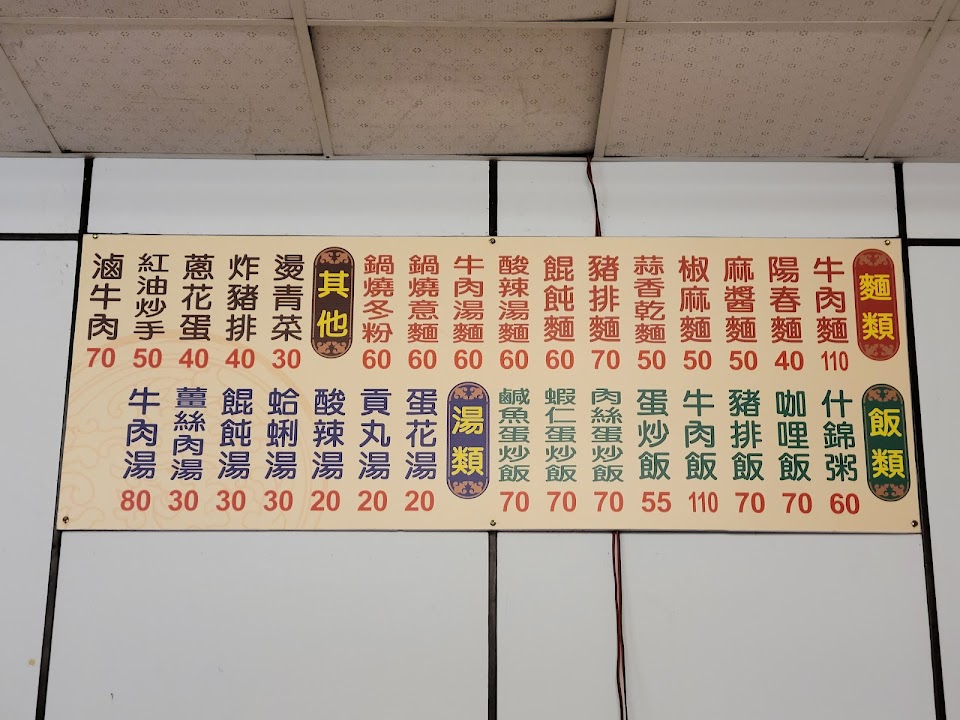 麵類
牛肉麵 110
陽春麵 40
麻醬麵 50
椒麻麵 50
蒜香乾麵 50
豬排麵 70
餛飩麵 60
酸辣湯麵 60
牛肉湯麵 60
鍋燒意麵 60
鍋燒冬粉 60
其他
燙青菜 30
炸豬排 40
蔥花蛋 40
紅油炒手 50
滷牛肉 70
飯類
什錦粥 60
咖哩飯 70
豬排飯 70
牛肉飯 110
蛋炒飯 55
肉絲蛋炒飯 70
蝦仁蛋炒飯 70
鹹魚蛋炒飯 70
湯類
蛋花湯 20
貢丸湯 20
酸辣湯 20
蛤蜊湯 30
餛飩湯 30
薑絲肉湯 30
牛肉湯 80